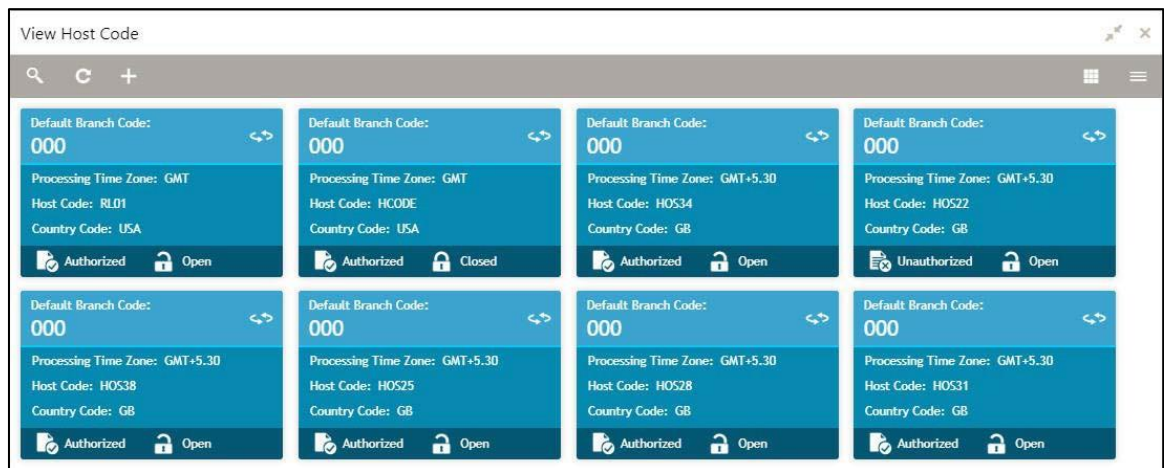 View Host Code
Default Branch Code:
000
Processing Time Zone: GMT
Host Code: RL01
Country Code: USA
Authorized Open
Default Branch Code:
000
Processing Time Zone: GMT
Host Code: HCODE
Country Code: USA
Authorized Closed
Default Branch Code:
000
Processing Time Zone: GMT+5.30
Host Code: HOS34
Country Code: GB
Authorized Open
Default Branch Code:
000
Processing Time Zone: GMT+5.30
Host Code: HOS22
Country Code: GB
Unauthorized Open
Default Branch Code:
000
Processing Time Zone: GMT+5.30
Host Code: HOS38
Country Code: GB
Authorized Open
Default Branch Code:
000
Processing Time Zone: GMT+5.30
Host Code: HOS25
Country Code: GB
Authorized Open
Default Branch Code:
000
Processing Time Zone: GMT+5.30
Host Code: HOS28
Country Code: GB
Authorized Open
Default Branch Code:
000
Processing Time Zone: GMT+5.30
Host Code: HOS31
Country Code: GB
Authorized Open